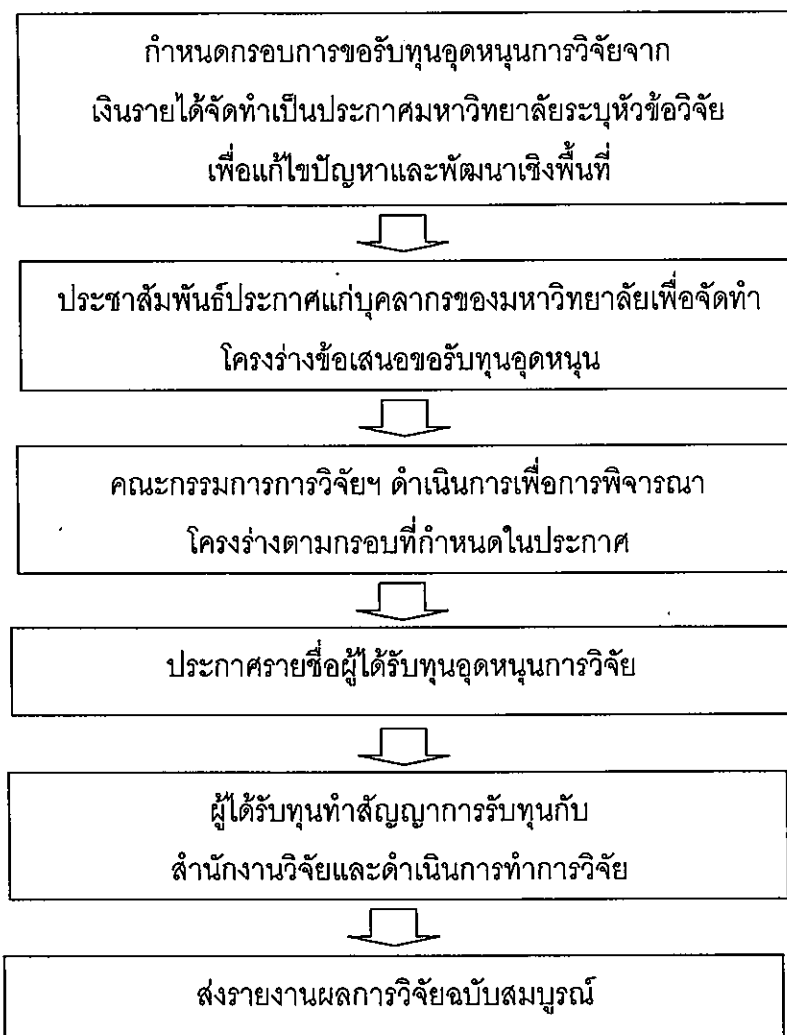 กำหนดกรอบการขอรับทุนอุดหนุนการวิจัยจาก
เงินรายได้จัดทำเป็นประกาศมหาวิทยาลัยระบุหัวข้อวิจัย
เพื่อแก้ไขปัญหาและพัฒนาเชิงพื้นที่
ประชาสัมพันธ์ประกาศแก่บุคลากรของมหาวิทยาลัยเพื่อจัดทำ
โครงร่างข้อเสนอขอรับทุนอุดหนุน
คณะกรรมการการวิจัยฯ ดำเนินการเพื่อการพิจารณา
โครงร่างตามกรอบที่กำหนดในประกาศ
ประกาศรายชื่อผู้ได้รับทุนอุดหนุนการวิจัย
ผู้ได้รับทุนทำสัญญาการรับทุนกับ
สำนักงานวิจัยและดำเนินการทำการวิจัย
ส่งรายงานผลการวิจัยฉบับสมบูรณ์